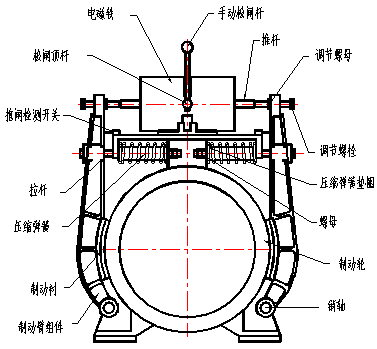 电磁铁
手动松闸杆
松闸顶杆
推杆
调节螺母
抱闸检测开关
调节螺栓
拉杆
压缩弹簧垫圈
压缩弹簧
螺母
制动衬
制动轮
制动臂组件
销轴